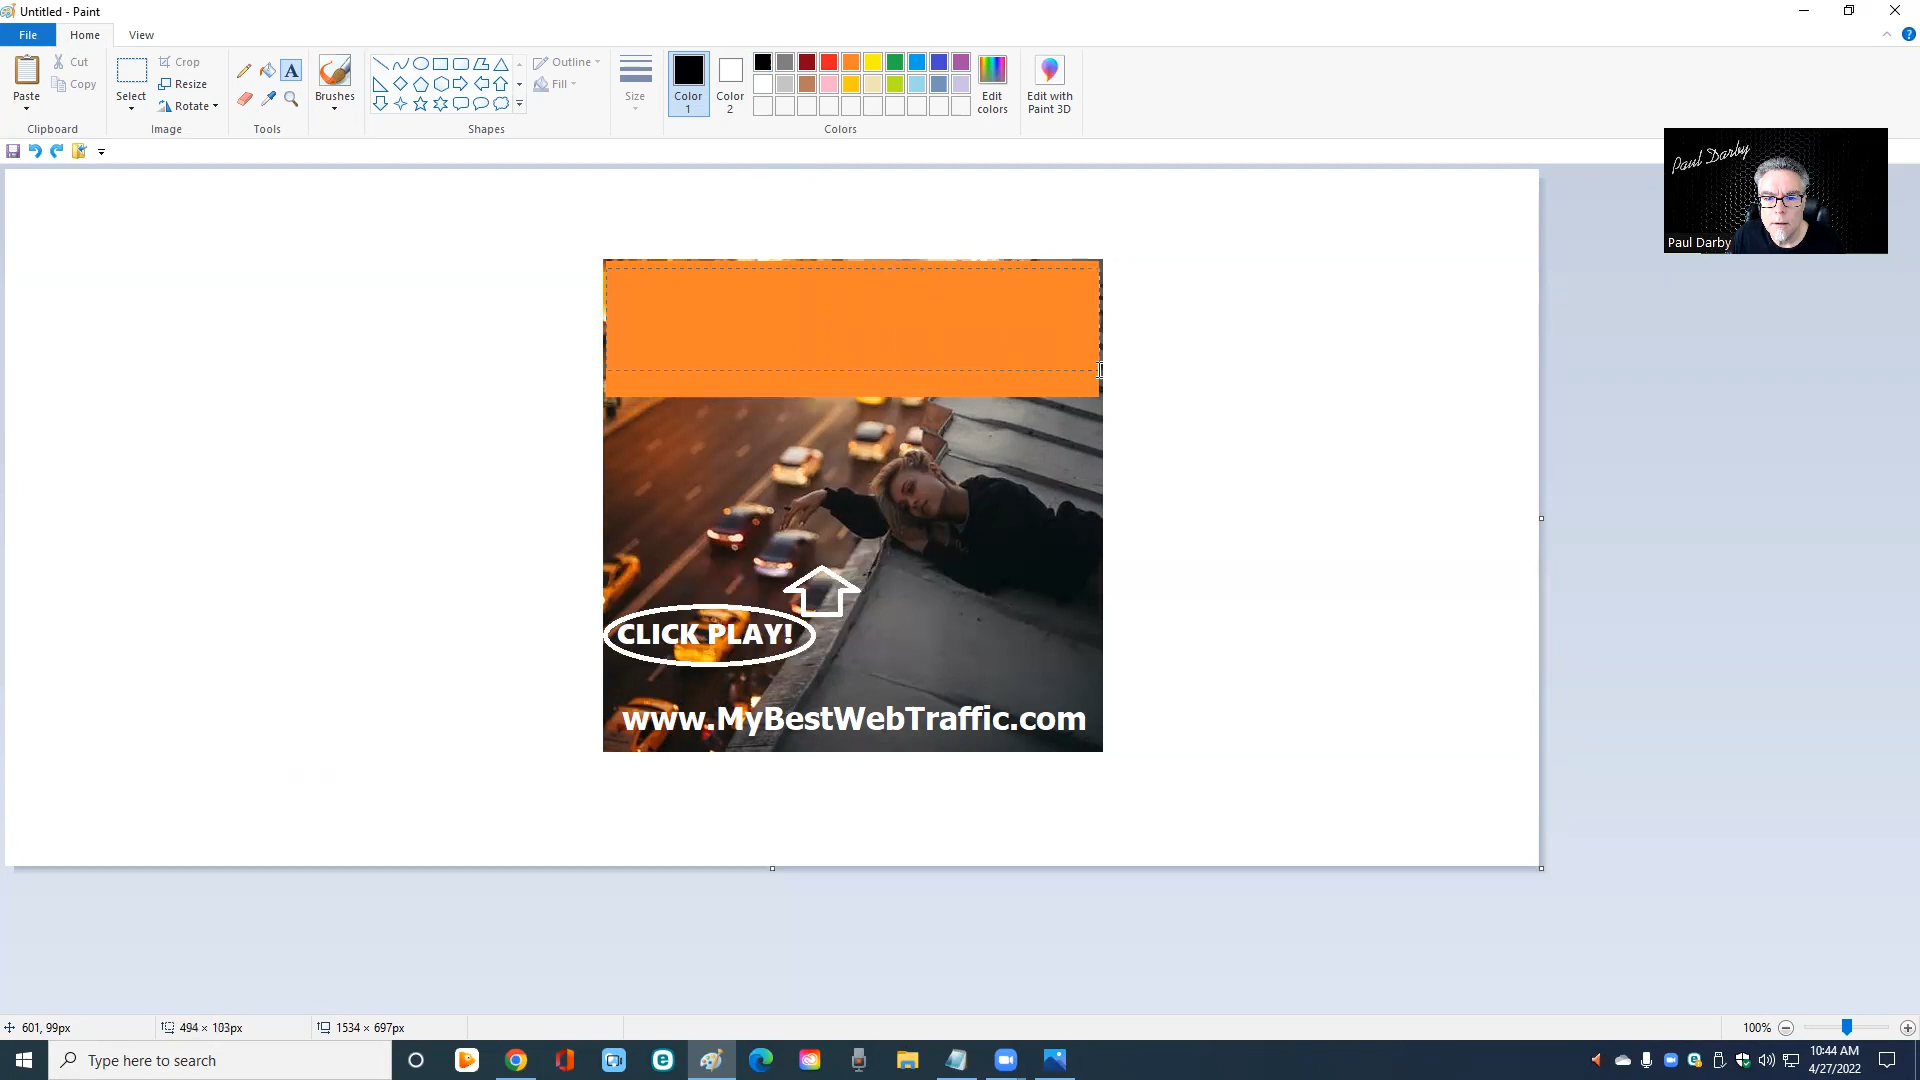 Untitled - Paint
File Home View
Paste
Cut
Copy
Clipboard
Select
Crop
Resize
Rotate
Image
A
Tools
Brushes
Shapes
Outline
Fill
Size
Color 1
Color 2
Edit colors
Colors
Edit with Paint 3D
Paul Darby
Paul Darby
CLICK PLAY!
www.MyBestWebTraffic.com
601, 99px 494 × 103px 1534 × 697px 100%
Type here to search
10:44 AM
4/27/2022